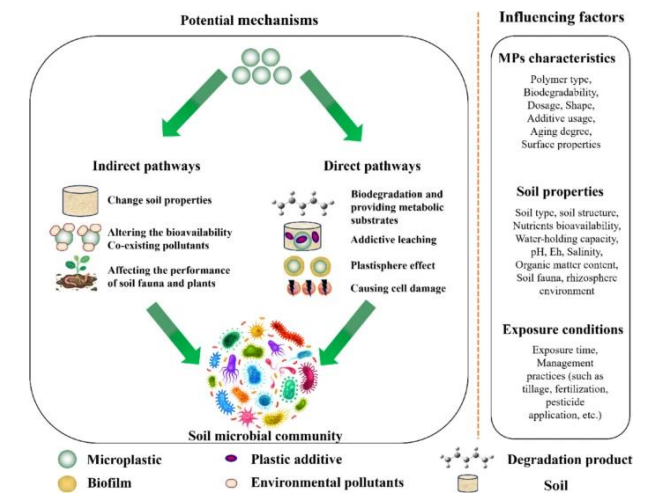 Potential mechanisms
Indirect pathways
Change soil properties
Altering the bioavailability
Co-existing pollutants
Affecting the performance
of soil fauna and plants
Direct pathways
Biodegradation and
providing metabolic
substrates
Addictive leaching
Plastisphere effect
Causing cell damage
Soil microbial community
Influencing factors
MPs characteristics
Polymer type,
Biodegradability,
Dosage, Shape,
Additive usage,
Aging degree,
Surface properties
Soil properties
Soil type, soil structure,
Nutrients bioavailability,
Water-holding capacity,
pH, Eh, Salinity,
Organic matter content,
Soil fauna, rhizosphere
environment
Exposure conditions
Exposure time,
Management
practices (such as
tillage, fertilization,
pesticide
application, etc.)
Microplastic
Plastic additive
Degradation product
Biofilm
Environmental pollutants
Soil